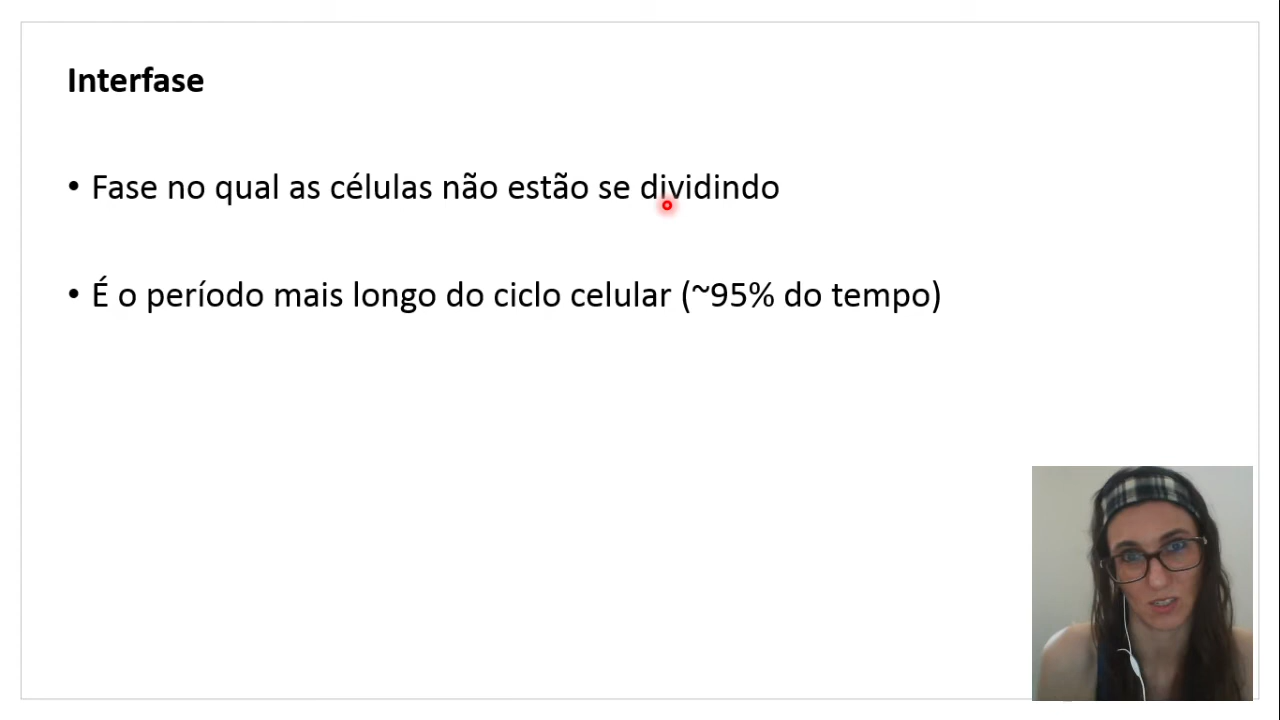 Interfase
• Fase no qual as células não estão se dividindo
• É o período mais longo do ciclo celular (~95% do tempo)